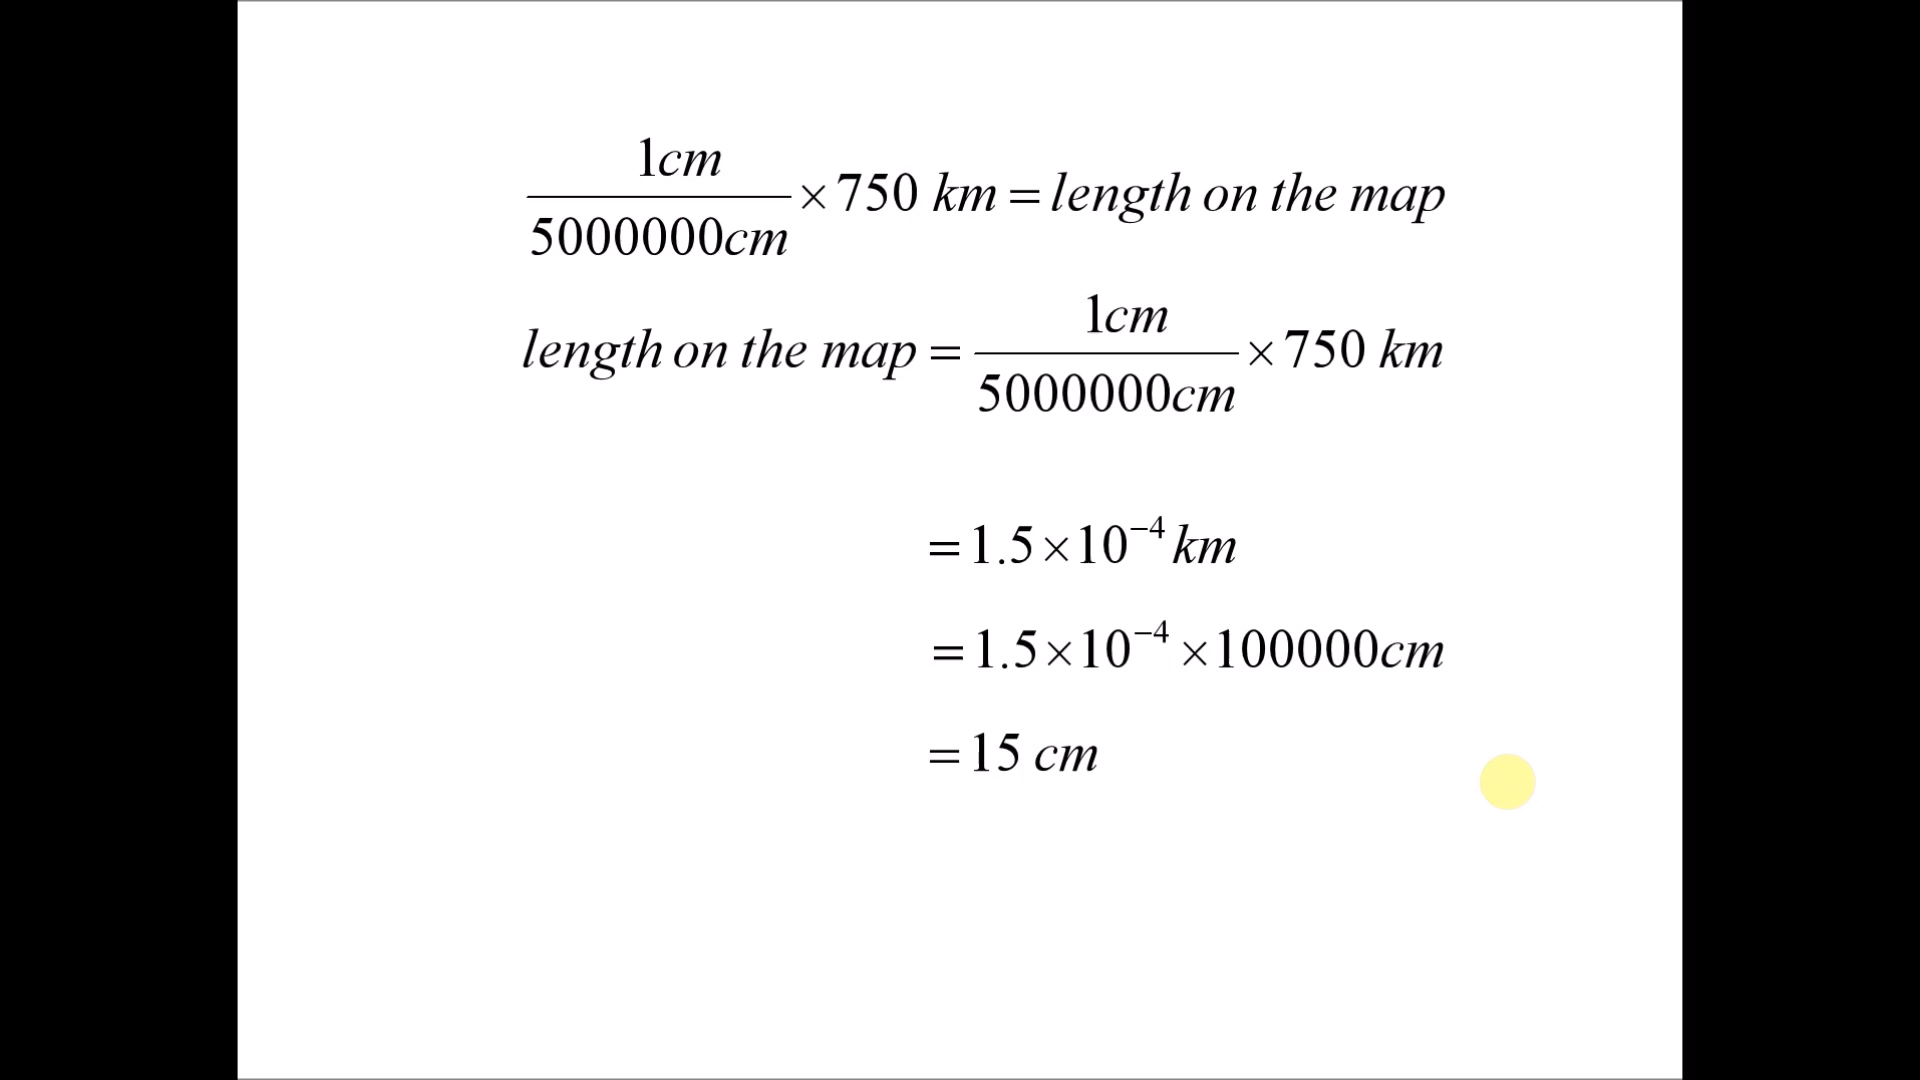 1cm/5000000cm × 750 km = length on the map
length on the map = 1cm/5000000cm × 750 km
= 1.5×10⁻⁴ km
= 1.5×10⁻⁴ ×100000cm
= 15 cm